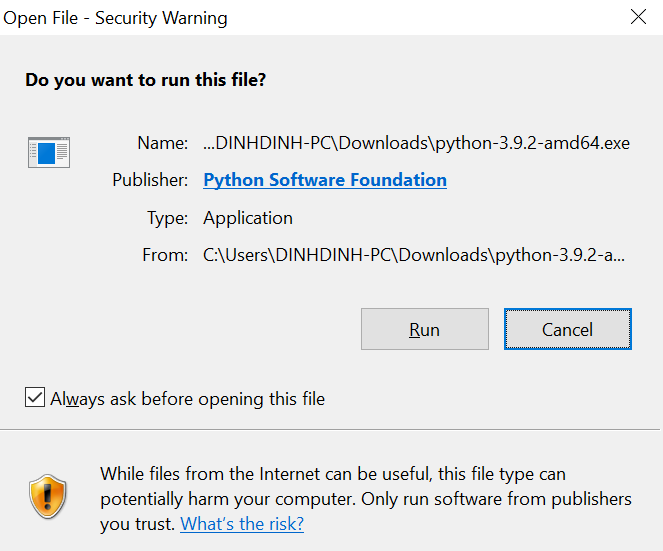 Open File - Security Warning
Do you want to run this file?
Name: ...DINHDINH-PC\Downloads\python-3.9.2-amd64.exe
Publisher: Python Software Foundation
Type: Application
From: C:\Users\DINHDINH-PC\Downloads\python-3.9.2-a...
Run Cancel
Always ask before opening this file
While files from the Internet can be useful, this file type can
potentially harm your computer. Only run software from publishers
you trust. What's the risk?